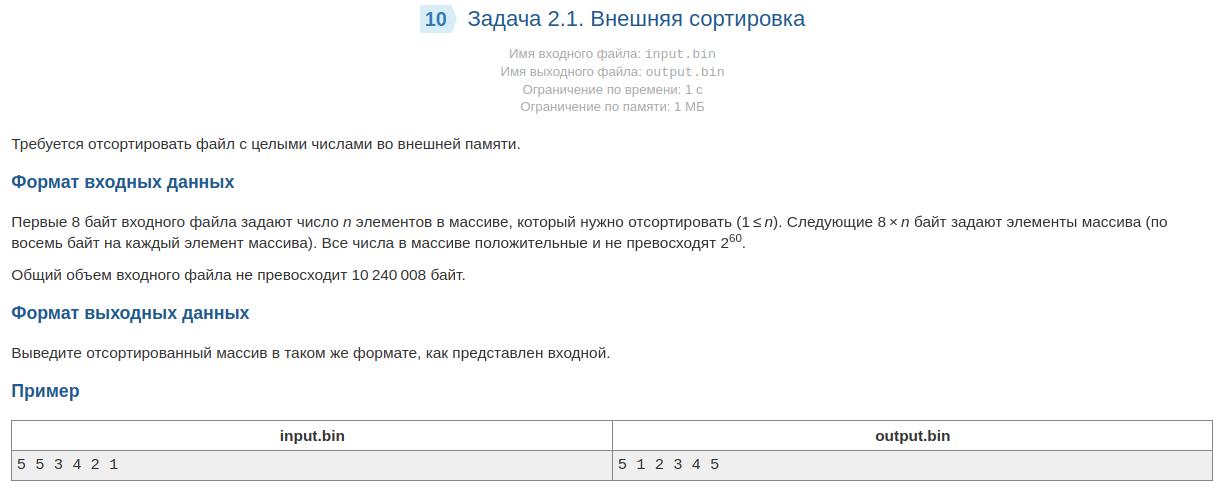 10 Задача 2.1. Внешняя сортировка
Имя входного файла: input.bin
Имя выходного файла: output.bin
Ограничение по времени: 1 с
Ограничение по памяти: 1 МБ
Требуется отсортировать файл с целыми числами во внешней памяти.
Формат входных данных
Первые 8 байт входного файла задают число n элементов в массиве, который нужно отсортировать (1 ≤ n). Следующие 8 × n байт задают элементы массива (по
восемь байт на каждый элемент массива). Все числа в массиве положительные и не превосходят 2⁶⁰.
Общий объем входного файла не превосходит 10 240 008 байт.
Формат выходных данных
Выведите отсортированный массив в таком же формате, как представлен входной.
Пример
input.bin output.bin
5 5 3 4 2 1 5 1 2 3 4 5